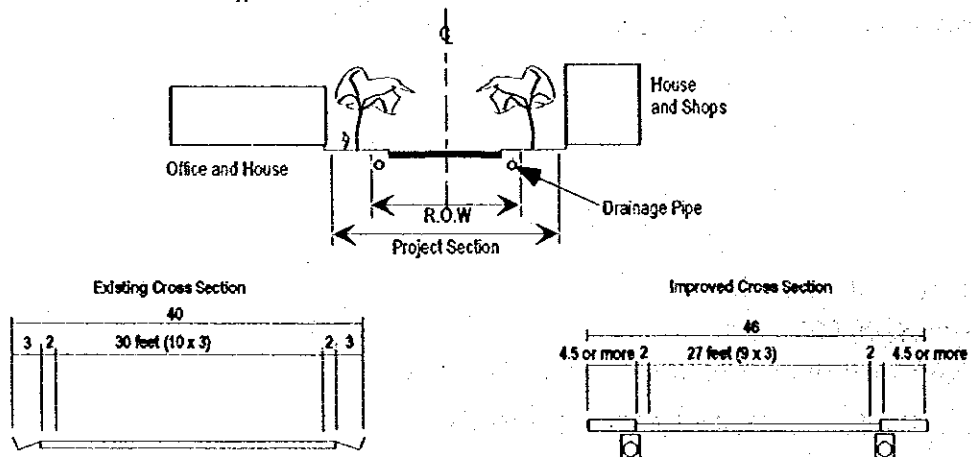 ℄
House
and Shops
Office and House
Drainage Pipe
R.O.W
Project Section
Existing Cross Section
40
3 2 30 feet (10 x 3) 2 3
Improved Cross Section
46
4.5 or more 2 27 feet (9 x 3) 2 4.5 or more